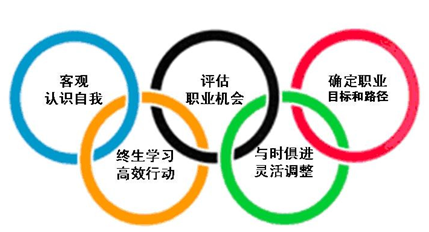 客观
认识自我
评估
职业机会
确定职业
目标和路径
终生学习
高效行动
与时俱进
灵活调整